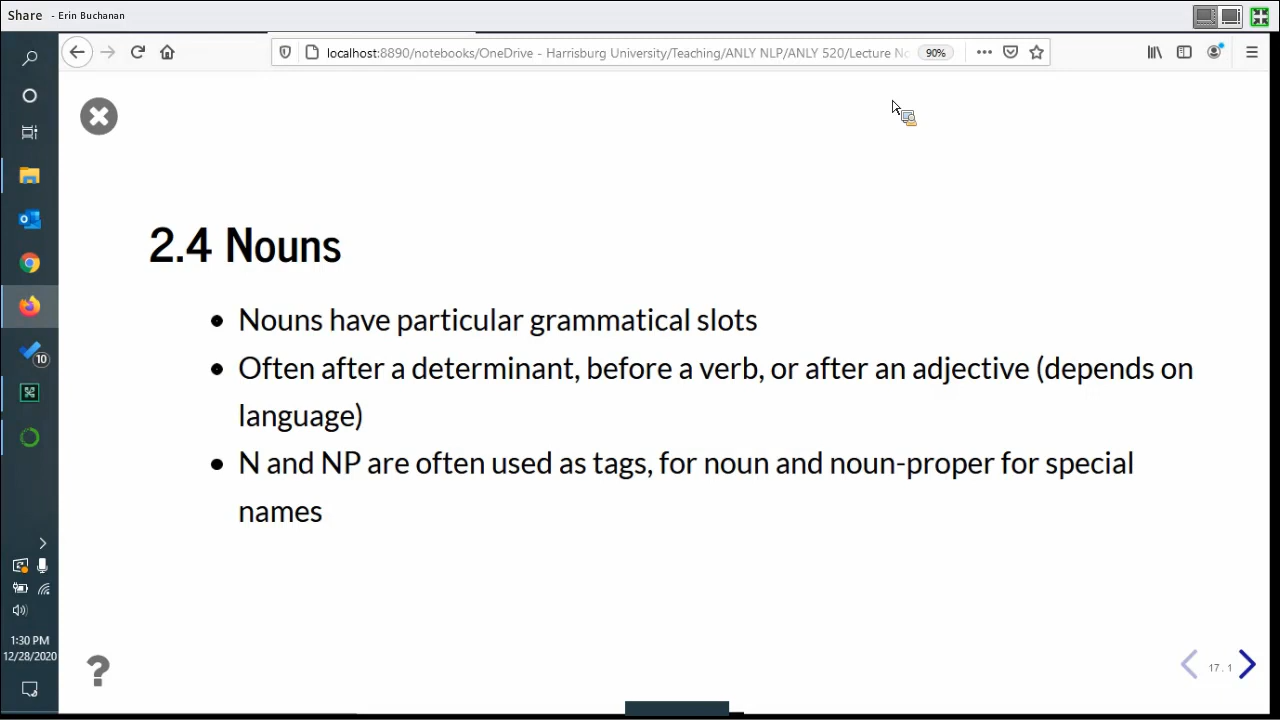 Share - Erin Buchanan
localhost:8890/notebooks/OneDrive - Harrisburg University/Teaching/ANLY NLP/ANLY 520/Lecture No
90%
2.4 Nouns
Nouns have particular grammatical slots
Often after a determinant, before a verb, or after an adjective (depends on
language)
N and NP are often used as tags, for noun and noun-proper for special
names
10
1:30 PM
12/28/2020
?
17.1